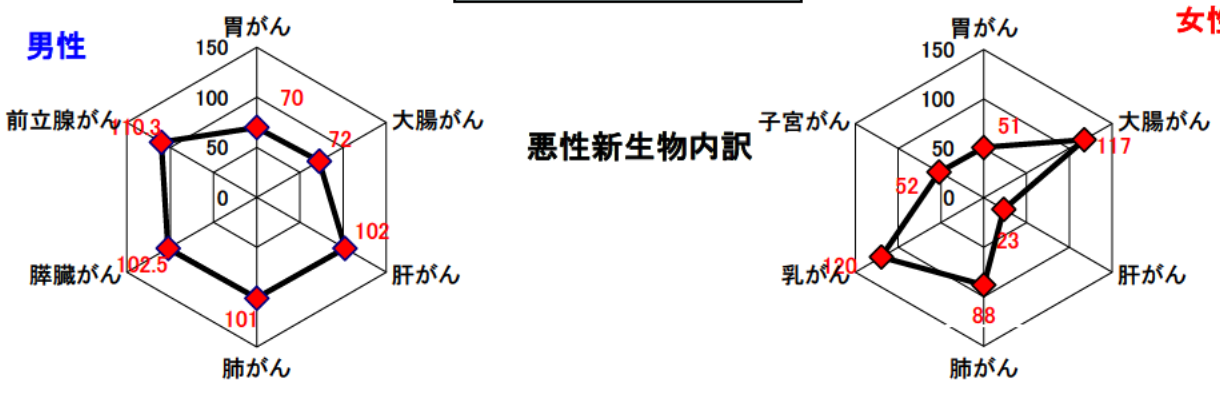 男性
胃がん
150
100
50
0
70
大腸がん
72
肝がん
102
肺がん
101
膵臓がん
102.5
前立腺がん
110.3
悪性新生物内訳
胃がん
150
100
50
0
51
大腸がん
117
肝がん
23
肺がん
88
乳がん
120
子宮がん
52